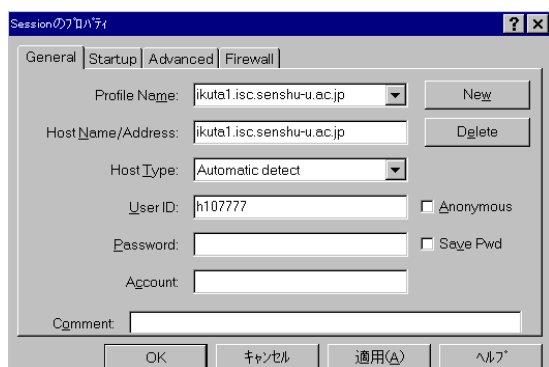 Sessionのﾌﾟﾛﾊﾟﾃｨ
General Startup Advanced Firewall
Profile Name: ikuta1.isc.senshu-u.ac.jp New
Host Name/Address: ikuta1.isc.senshu-u.ac.jp Delete
Host Type: Automatic detect
User ID: h107777 Anonymous
Password: Save Pwd
Account:
Comment:
OK ｷｬﾝｾﾙ 適用(A) ﾍﾙﾌﾟ